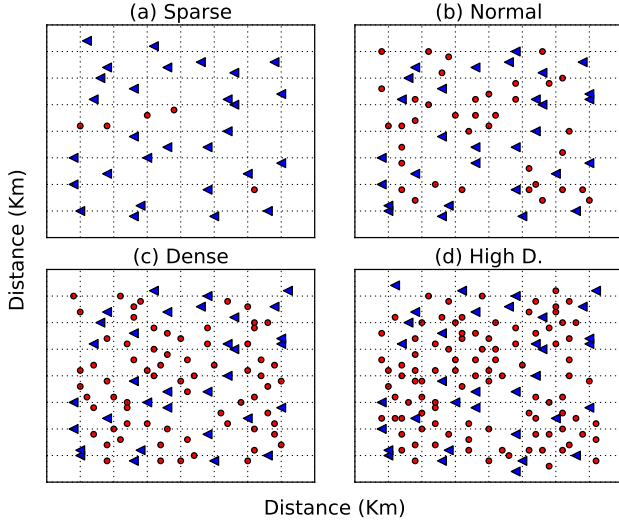 (a) Sparse
(b) Normal
(c) Dense
(d) High D.
Distance (Km)
Distance (Km)